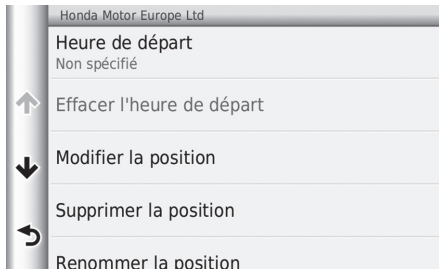 Honda Motor Europe Ltd
Heure de départ
Non spécifié
Effacer l'heure de départ
Modifier la position
Supprimer la position
Renommer la position